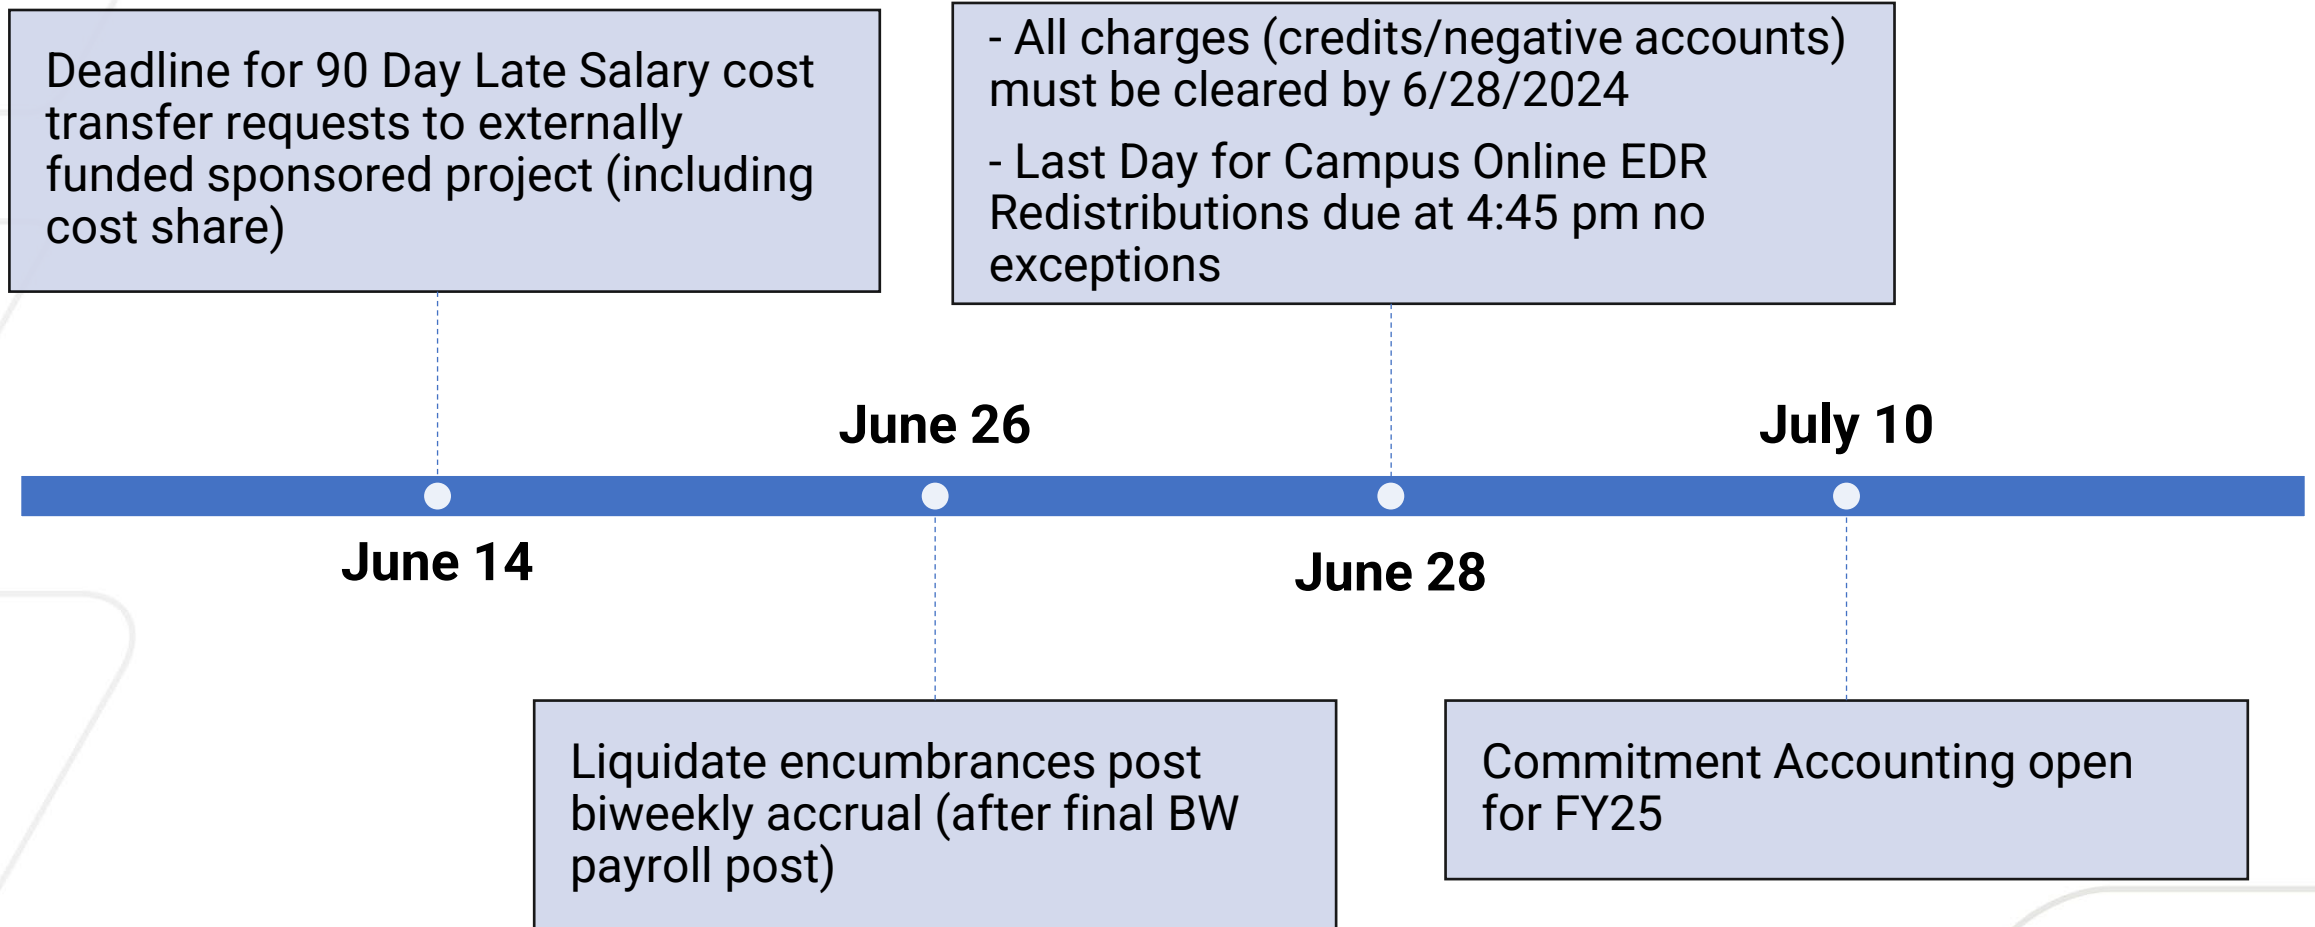 Deadline for 90 Day Late Salary cost
transfer requests to externally
funded sponsored project (including
cost share)
- All charges (credits/negative accounts)
must be cleared by 6/28/2024
- Last Day for Campus Online EDR
Redistributions due at 4:45 pm no
exceptions
June 26
July 10
June 14
June 28
Liquidate encumbrances post
biweekly accrual (after final BW
payroll post)
Commitment Accounting open
for FY25